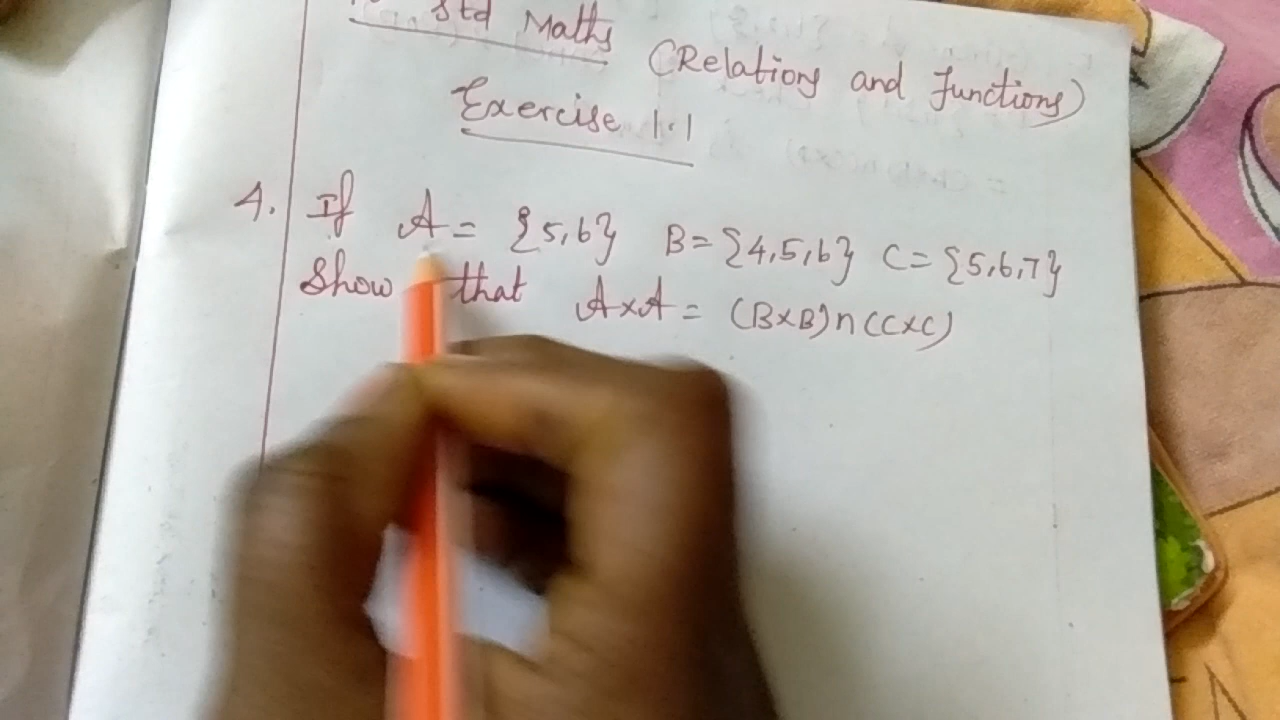 Std Maths (Relations and Functions)
Exercise 1.1
4. If A = {5,6} B = {4,5,6} C = {5,6,7}
Show that A×A = (B×B)∩(C×C)